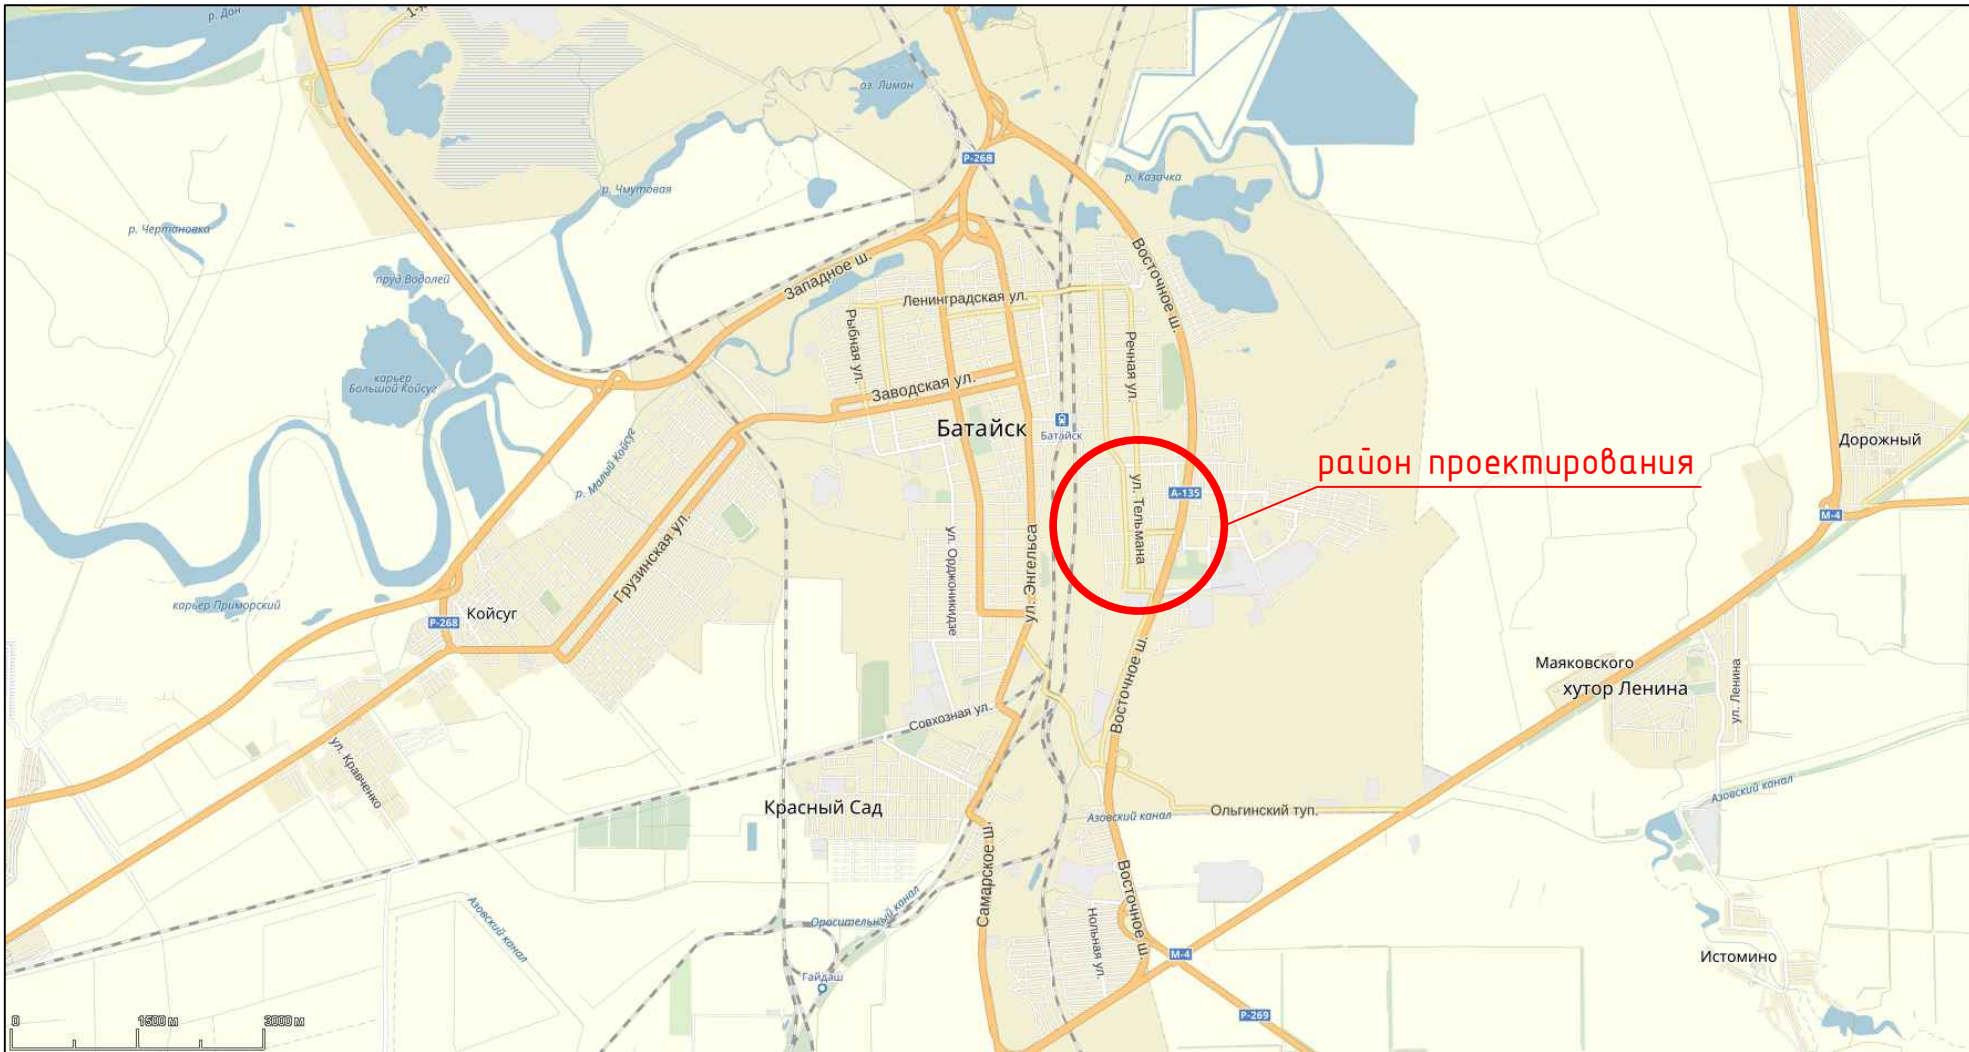 р. Дон
оз. Лиман
Р-268
р. Казачка
р. Чмутовая
р. Чертановка
пруд Водолей
Западное ш.
Восточное ш.
Ленинградская ул.
Рыбная ул.
Речная ул.
карьер
Большой Койсуг
Заводская ул.
Батайск
Батайск
Дорожный
район проектирования
р. Малый Койсуг
ул. Тельмана
А-135
М-4
Грузинская ул.
ул. Орджоникидзе
ул. Энгельса
карьер Приморский
Койсуг
Р-268
Маяковского
хутор Ленина
ул. Ленина
Восточное ш.
Совхозная ул.
ул. Кравченко
Красный Сад
Азовский канал
Ольгинский туп.
Азовский канал
Самарское ш.
Восточное ш.
Азовский канал
Оросительный канал
Нольная ул.
М-4
Истомино
Гайдаш
Р-269
0 1500 м 3000 м